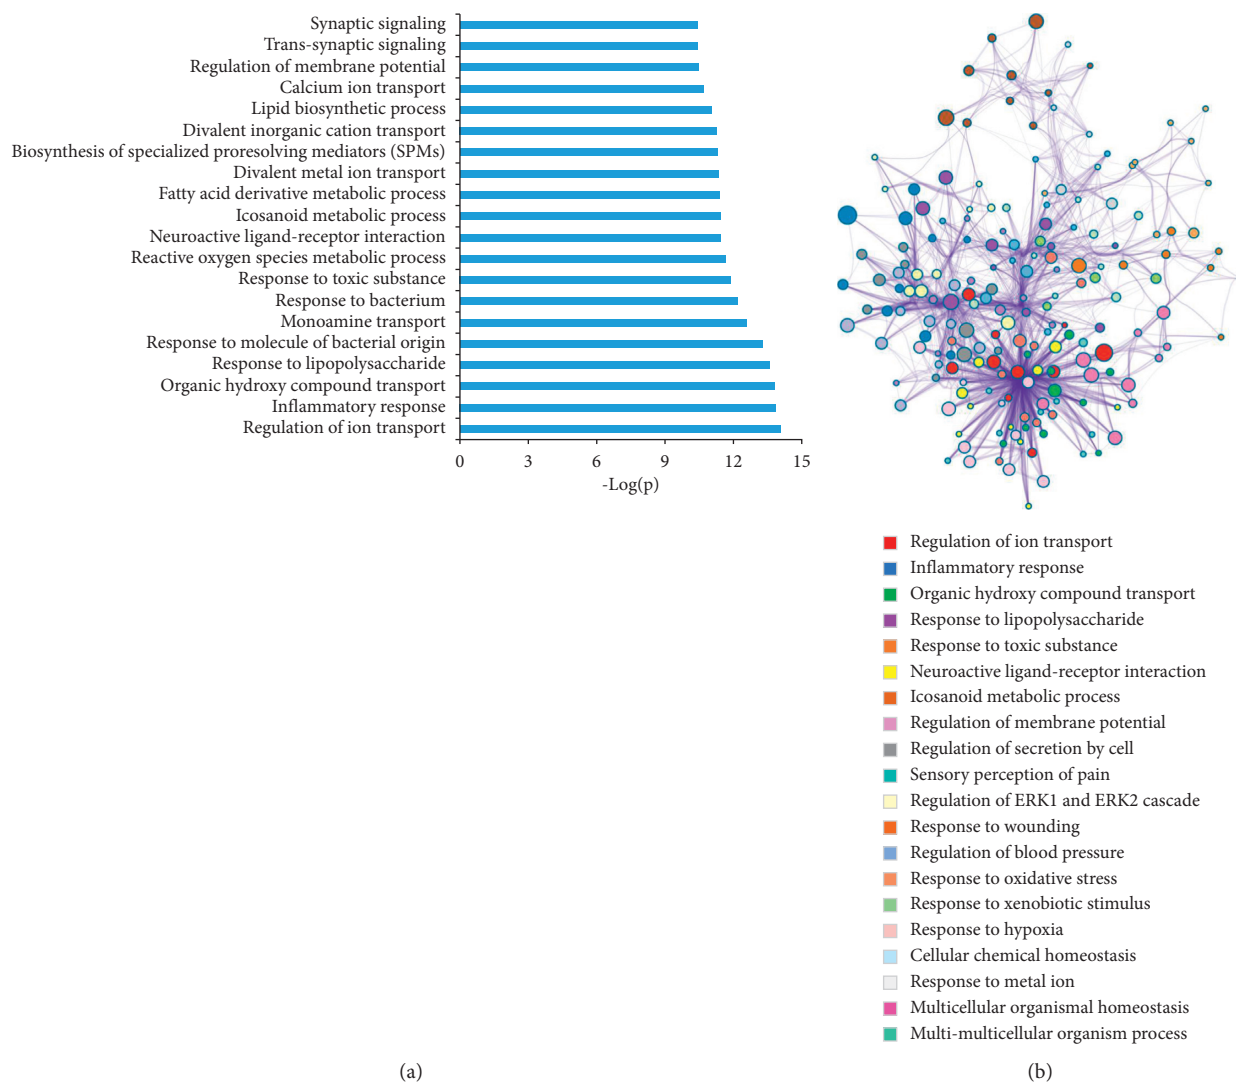 Synaptic signaling
Trans-synaptic signaling
Regulation of membrane potential
Calcium ion transport
Lipid biosynthetic process
Divalent inorganic cation transport
Biosynthesis of specialized proresolving mediators (SPMs)
Divalent metal ion transport
Fatty acid derivative metabolic process
Icosanoid metabolic process
Neuroactive ligand-receptor interaction
Reactive oxygen species metabolic process
Response to toxic substance
Response to bacterium
Monoamine transport
Response to molecule of bacterial origin
Response to lipopolysaccharide
Organic hydroxy compound transport
Inflammatory response
Regulation of ion transport
0 3 6 9 12 15
-Log(p)
(a)
Regulation of ion transport
Inflammatory response
Organic hydroxy compound transport
Response to lipopolysaccharide
Response to toxic substance
Neuroactive ligand-receptor interaction
Icosanoid metabolic process
Regulation of membrane potential
Regulation of secretion by cell
Sensory perception of pain
Regulation of ERK1 and ERK2 cascade
Response to wounding
Regulation of blood pressure
Response to oxidative stress
Response to xenobiotic stimulus
Response to hypoxia
Cellular chemical homeostasis
Response to metal ion
Multicellular organismal homeostasis
Multi-multicellular organism process
(b)